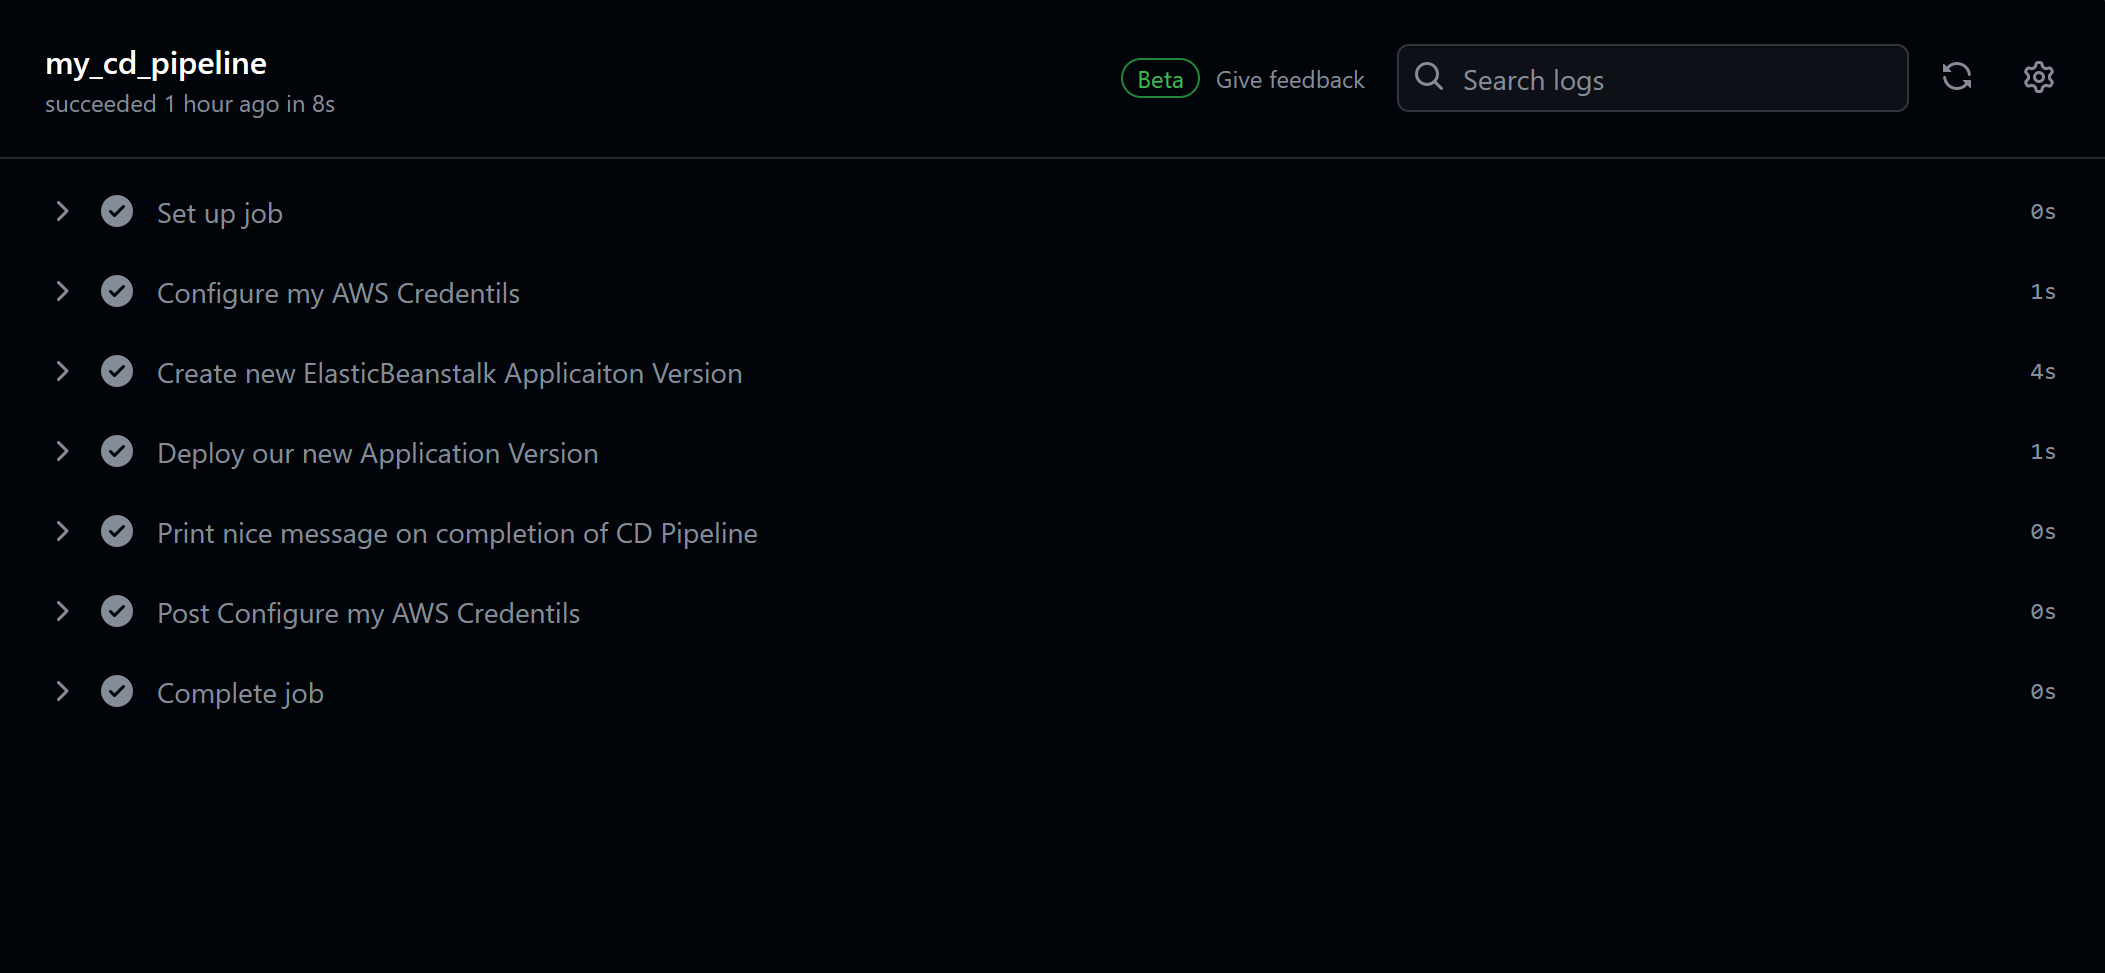 my_cd_pipeline
succeeded 1 hour ago in 8s
Beta Give feedback Search logs
Set up job 0s
Configure my AWS Credentils 1s
Create new ElasticBeanstalk Applicaiton Version 4s
Deploy our new Application Version 1s
Print nice message on completion of CD Pipeline 0s
Post Configure my AWS Credentils 0s
Complete job 0s